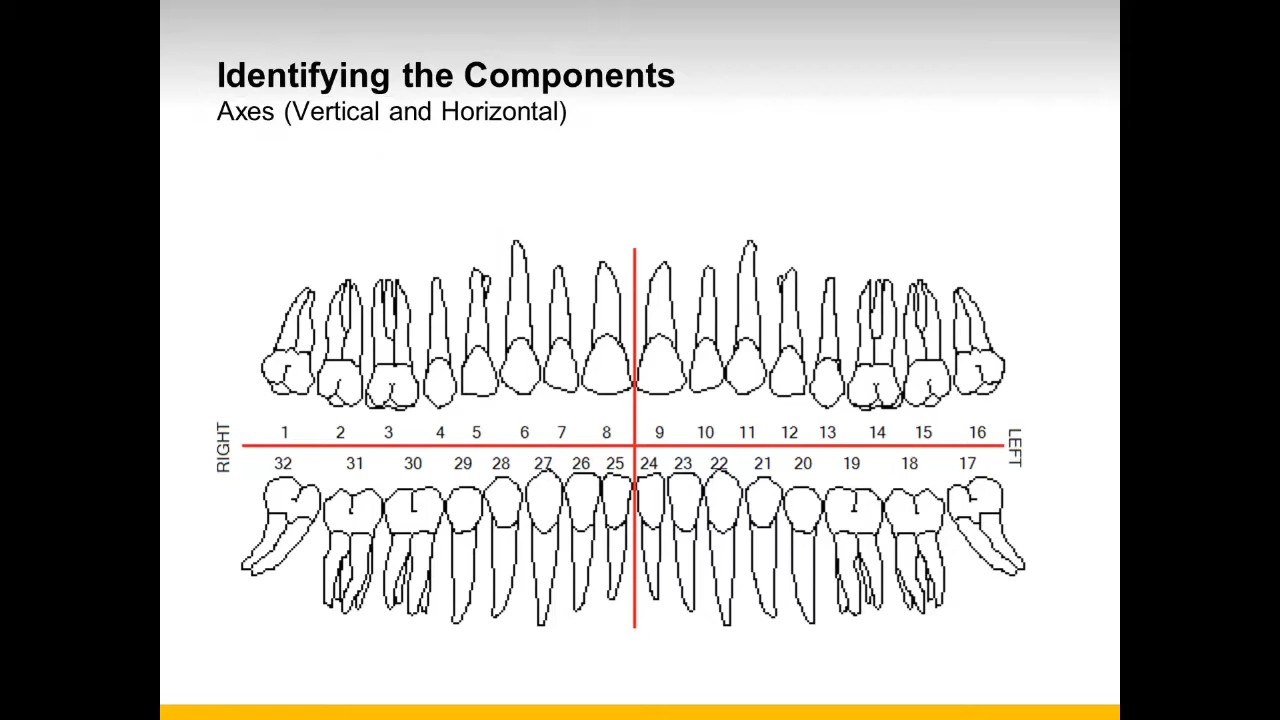 Identifying the Components
Axes (Vertical and Horizontal)
RIGHT
1 2 3 4 5 6 7 8 9 10 11 12 13 14 15 16
LEFT
32 31 30 29 28 27 26 25 24 23 22 21 20 19 18 17